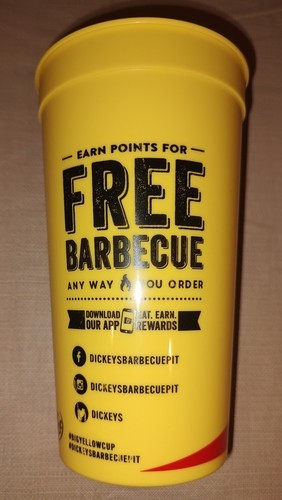 EARN POINTS FOR
FREE
BARBECUE
ANY WAY YOU ORDER
DOWNLOAD OUR APP
EAT. EARN. REWARDS
DICKEYSBARBECUEPIT
DICKEYSBARBECUEPIT
DICKEYS
#BIGYELLOWCUP
#DICKEYSBARBECUEPIT